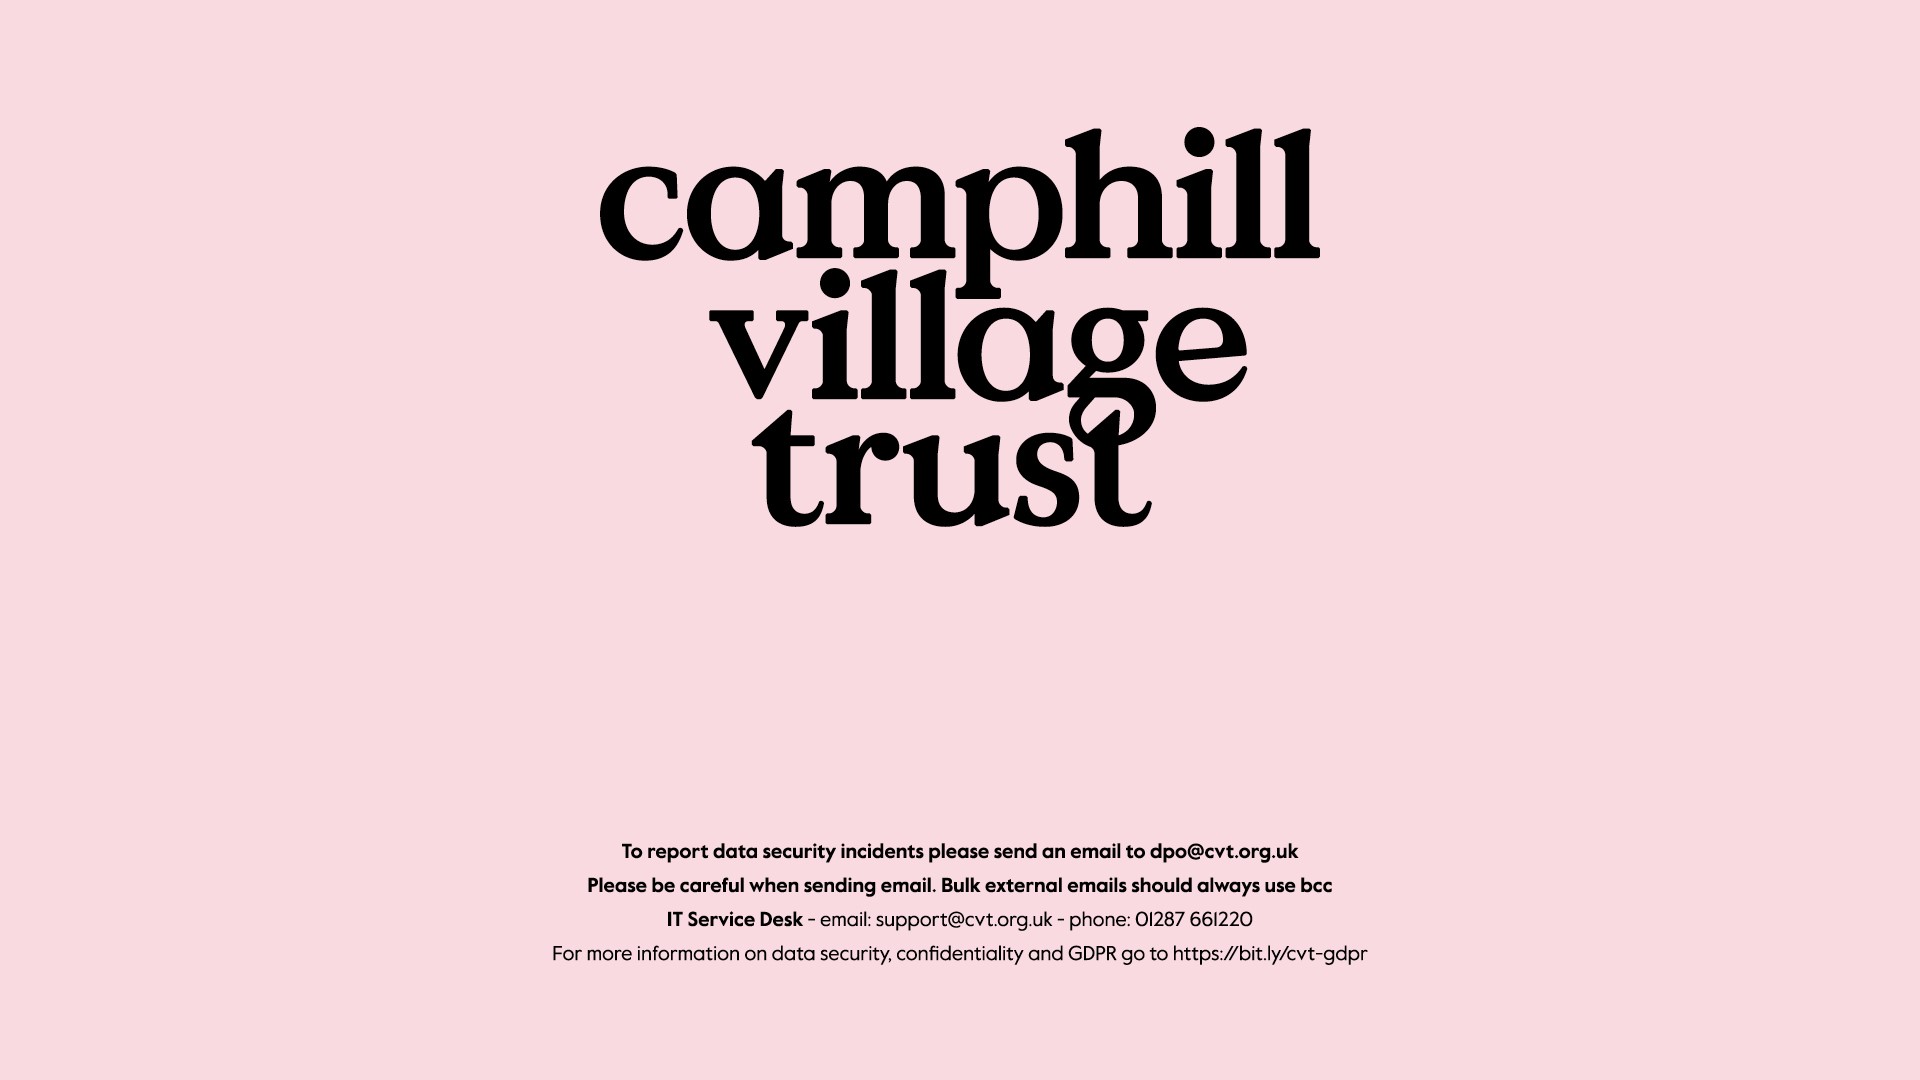 camphill
village
trust
To report data security incidents please send an email to dpo@cvt.org.uk
Please be careful when sending email. Bulk external emails should always use bcc
IT Service Desk - email: support@cvt.org.uk - phone: 01287 661220
For more information on data security, confidentiality and GDPR go to https://bit.ly/cvt-gdpr